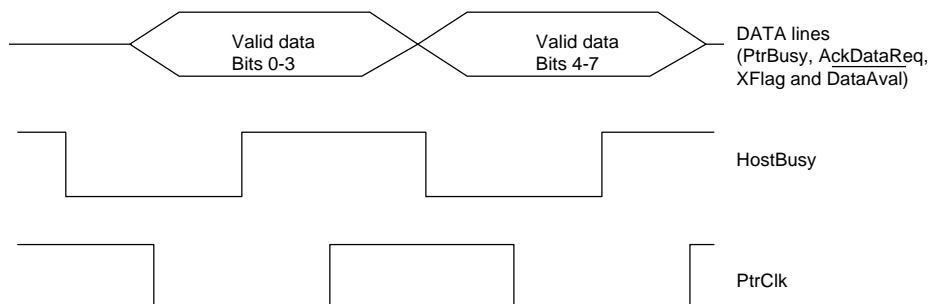 Valid data
Bits 0-3
Valid data
Bits 4-7
DATA lines
(PtrBusy, AckDataReq,
XFlag and DataAval)
HostBusy
PtrClk